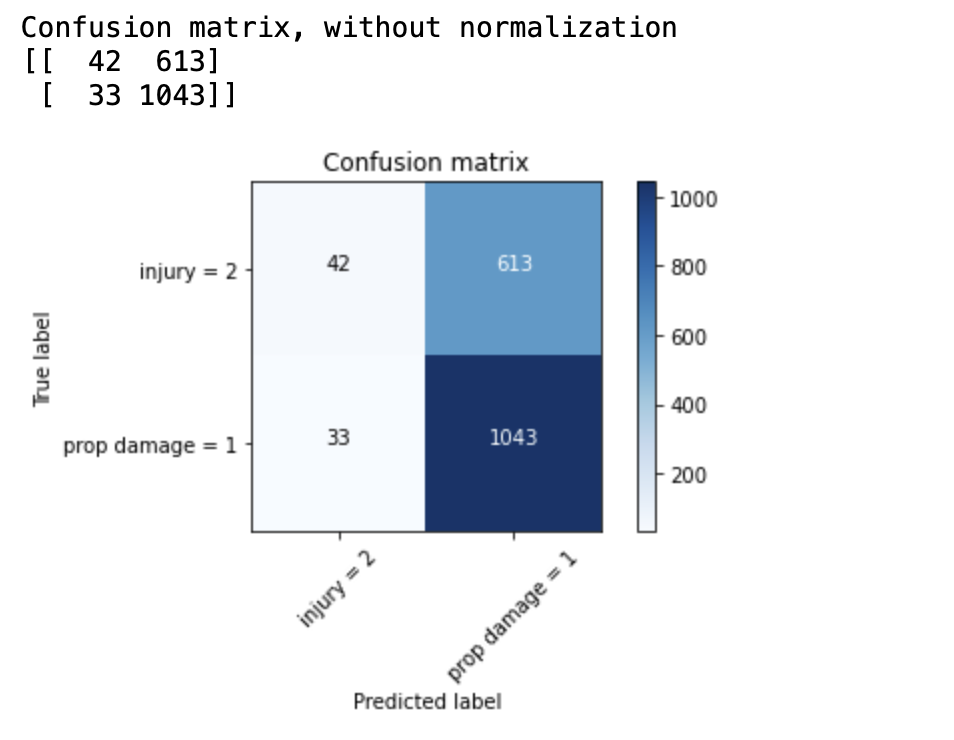 Confusion matrix, without normalization
[[  42  613]
 [  33 1043]]
Confusion matrix
1000
800
600
400
200
True label
injury = 2
42
613
prop damage = 1
33
1043
injury = 2
prop damage = 1
Predicted label